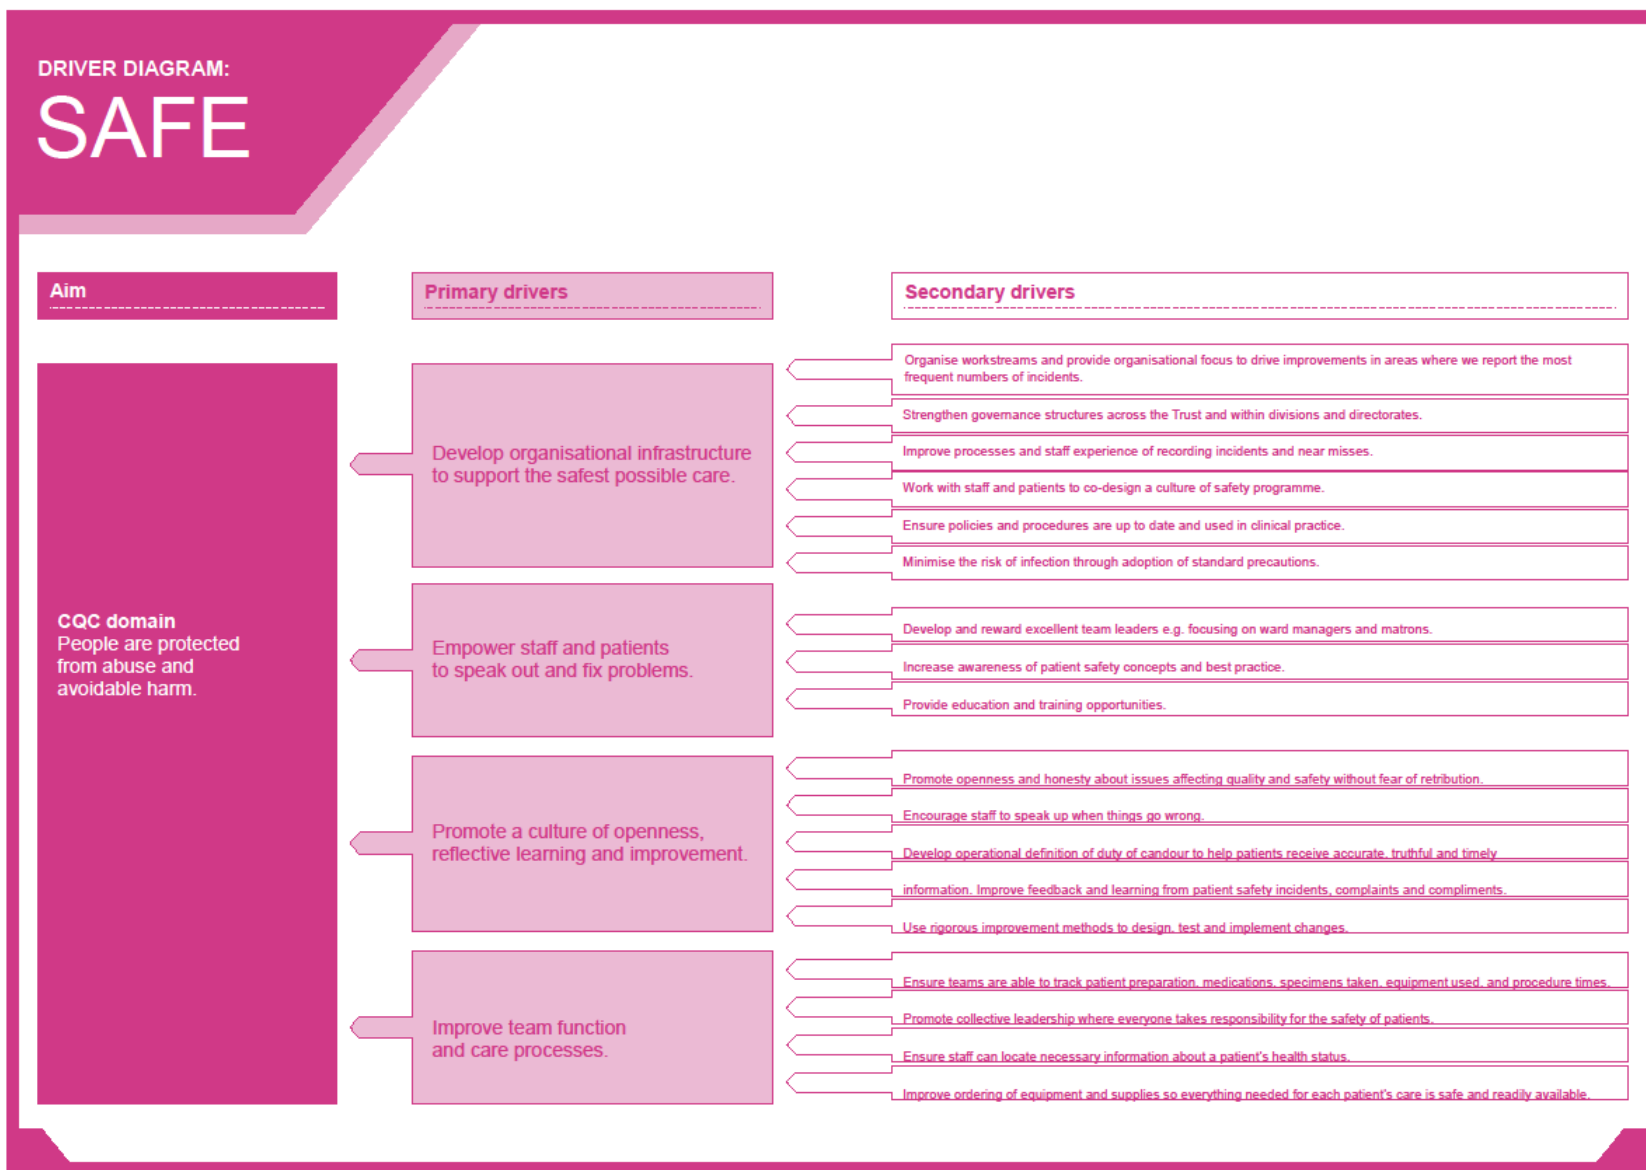 DRIVER DIAGRAM:
SAFE
Aim
Primary drivers
Secondary drivers
CQC domain
People are protected
from abuse and
avoidable harm.
Develop organisational infrastructure
to support the safest possible care.
Organise workstreams and provide organisational focus to drive improvements in areas where we report the most
frequent numbers of incidents.
Strengthen governance structures across the Trust and within divisions and directorates.
Improve processes and staff experience of recording incidents and near misses.
Work with staff and patients to co-design a culture of safety programme.
Ensure policies and procedures are up to date and used in clinical practice.
Minimise the risk of infection through adoption of standard precautions.
Empower staff and patients
to speak out and fix problems.
Develop and reward excellent team leaders e.g. focusing on ward managers and matrons.
Increase awareness of patient safety concepts and best practice.
Provide education and training opportunities.
Promote a culture of openness,
reflective learning and improvement.
Promote openness and honesty about issues affecting quality and safety without fear of retribution.
Encourage staff to speak up when things go wrong.
Develop operational definition of duty of candour to help patients receive accurate, truthful and timely
information. Improve feedback and learning from patient safety incidents, complaints and compliments.
Use rigorous improvement methods to design, test and implement changes.
Improve team function
and care processes.
Ensure teams are able to track patient preparation, medications, specimens taken, equipment used, and procedure times.
Promote collective leadership where everyone takes responsibility for the safety of patients.
Ensure staff can locate necessary information about a patient's health status.
Improve ordering of equipment and supplies so everything needed for each patient's care is safe and readily available.